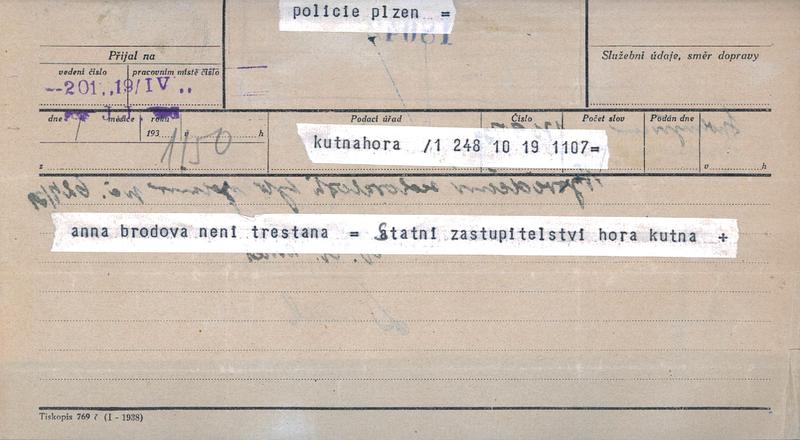 policie plzen =
Přijal na
Služební údaje, směr dopravy
vedení číslo pracovním místě číslo
--201..19/IV..
dne měsíce roku
Podací úřad Číslo Počet slov Podán dne
193 v h
1/50
kutnahora /1 248 10 19 1107=
z v h
anna brodova neni trestana = statni zastupitelstvi hora kutna +
Tiskopis 769 č (I - 1938)